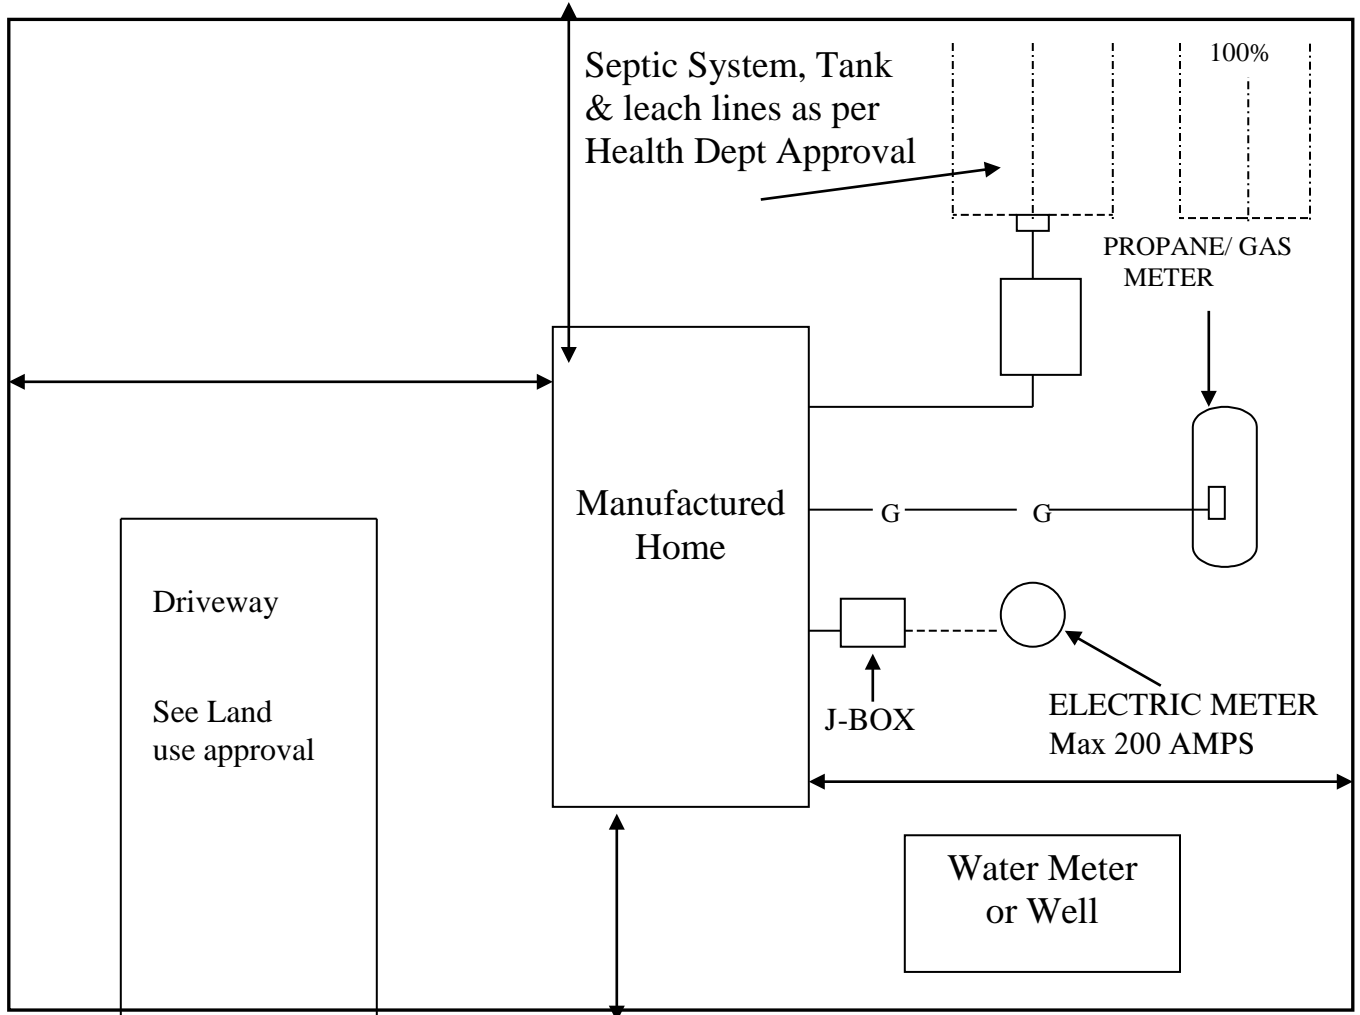 Septic System, Tank
& leach lines as per
Health Dept Approval
100%
PROPANE/ GAS
METER
Manufactured
Home
G
G
Driveway
See Land
use approval
J-BOX
ELECTRIC METER
Max 200 AMPS
Water Meter
or Well